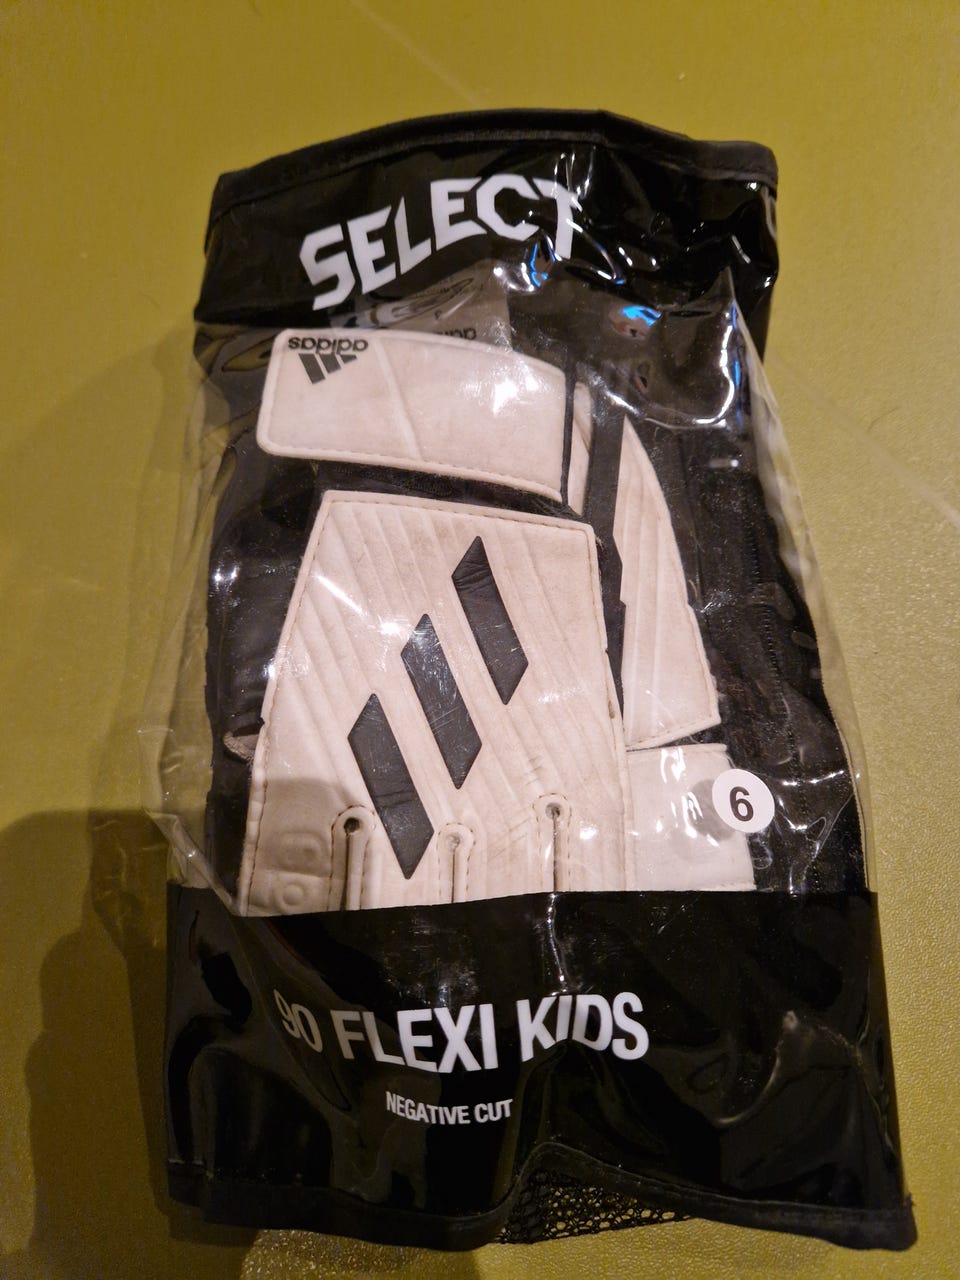 SELECT
adidas
6
90 FLEXI KIDS
NEGATIVE CUT